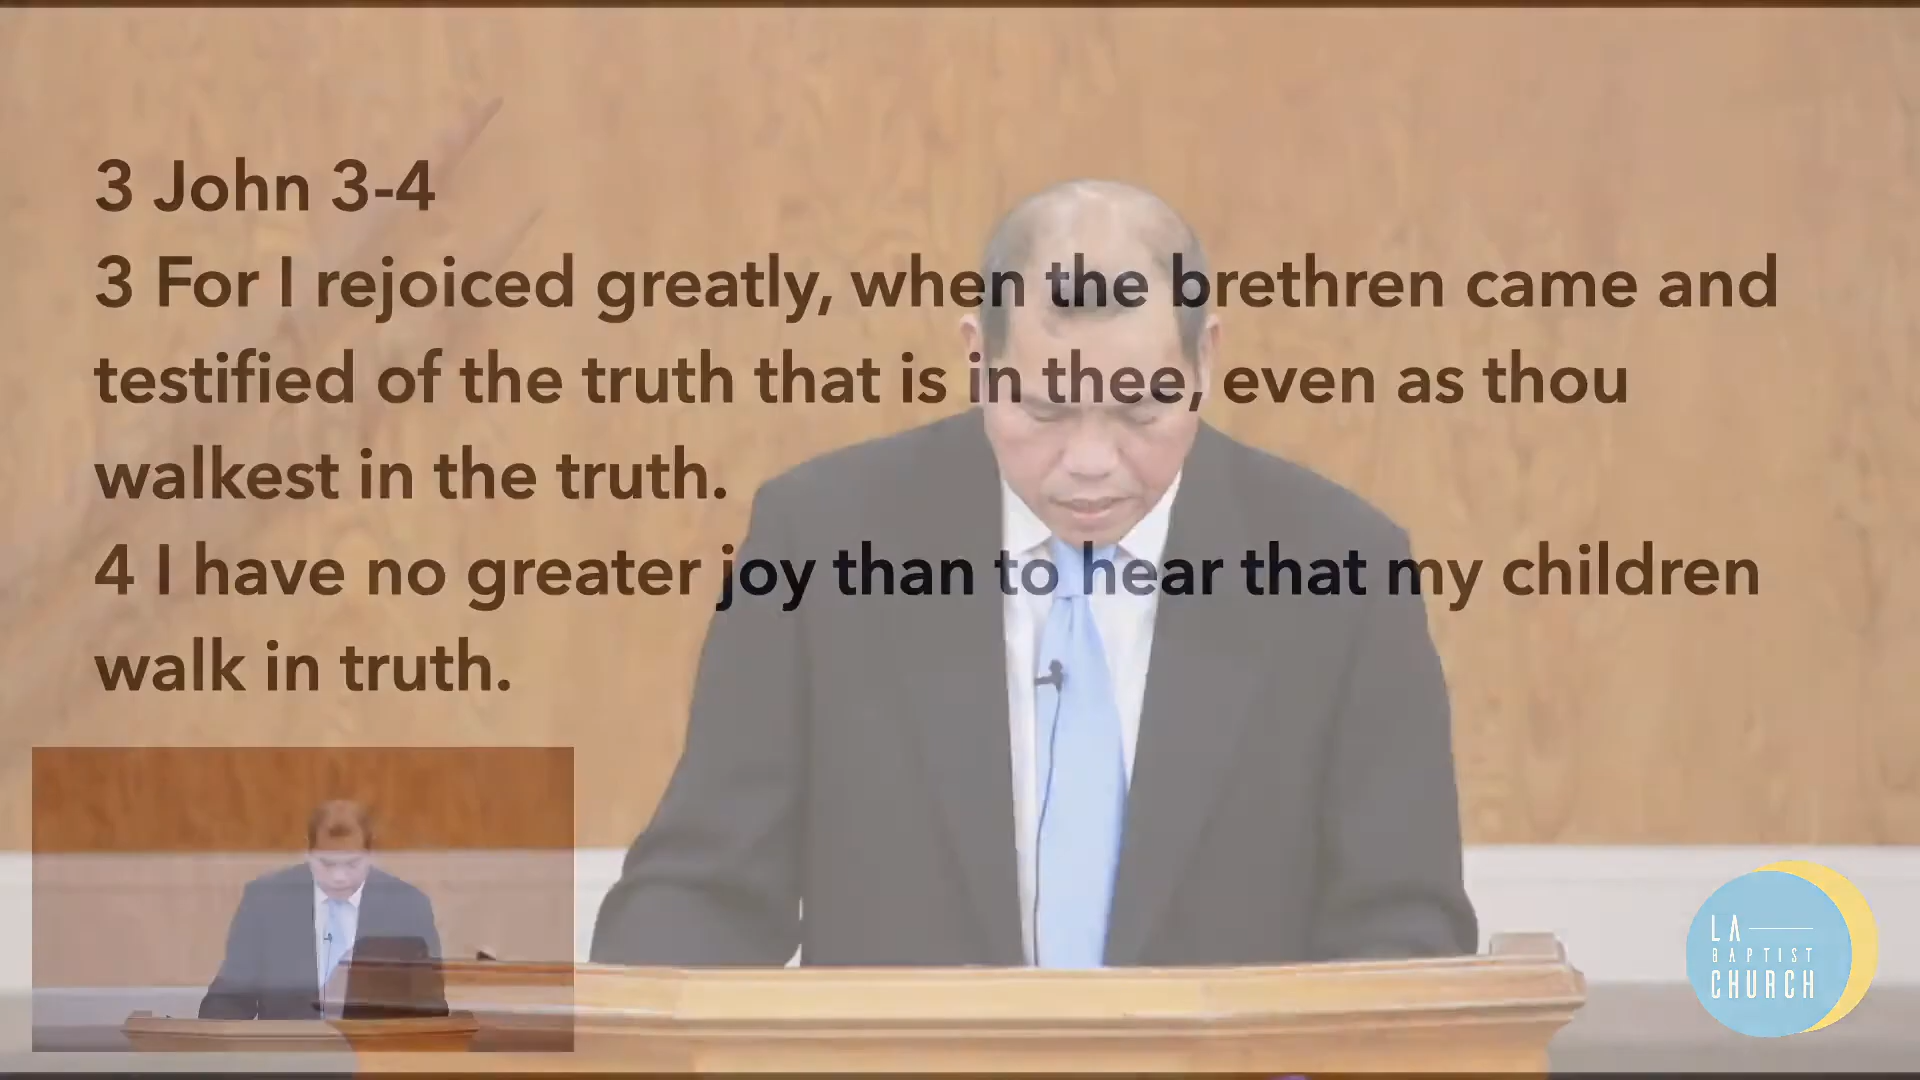 3 John 3-4
3 For I rejoiced greatly, when the brethren came and
testified of the truth that is in thee, even as thou
walkest in the truth.
4 I have no greater joy than to hear that my children
walk in truth.
LA
BAPTIST
CHURCH